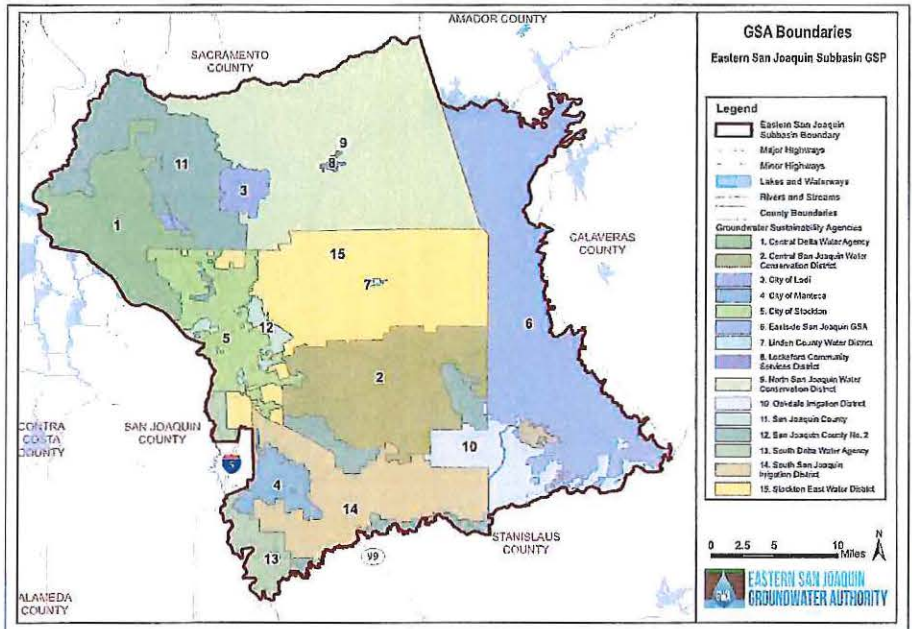 GSA Boundaries
Eastern San Joaquin Subbasin GSP
AMADOR COUNTY
SACRAMENTO
COUNTY
CALAVERAS
COUNTY
SAN JOAQUIN
COUNTY
COUNTY
STANISLAUS
COUNTY
ALAMEDA
COUNTY
9
8
11
3
1
15
7
12
5
6
2
10
5
4
14
13
99
Legend
Eastern San Joaquin
Subbasin Boundary
Major Highways
Minor Highways
Lakes and Waterways
Rivers and Streams
County Boundaries
Groundwater Sustainability Agencies
1. Central Delta Water Agency
2. Central San Joaquin Water
Conservation District
3. City of Lodi
4. City of Manteca
5. City of Stockton
6. Eastside San Joaquin GSA
7. Linden County Water District
8. Lockeford Community
Services District
9. North San Joaquin Water
Conservation District
10. Oakdale Irrigation District
11. San Joaquin County
12. San Joaquin County No. 2
13. South Delta Water Agency
14. South San Joaquin
Irrigation District
15. Stockton East Water District
0 2.5 5 10
Miles
N
EASTERN SAN JOAQUIN
GROUNDWATER AUTHORITY